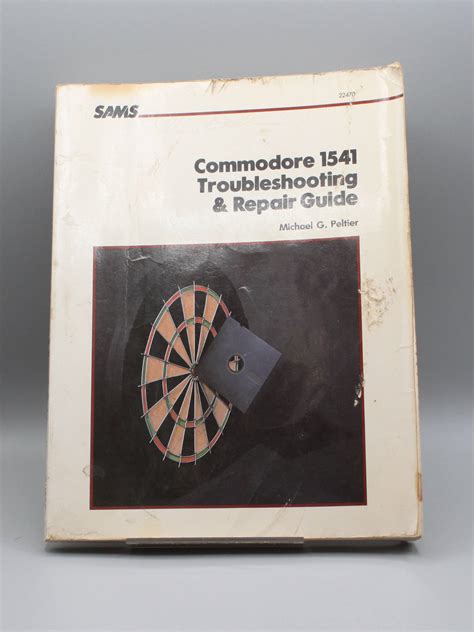 SAMS
22470
Commodore 1541
Troubleshooting
& Repair Guide
Michael G. Peltier